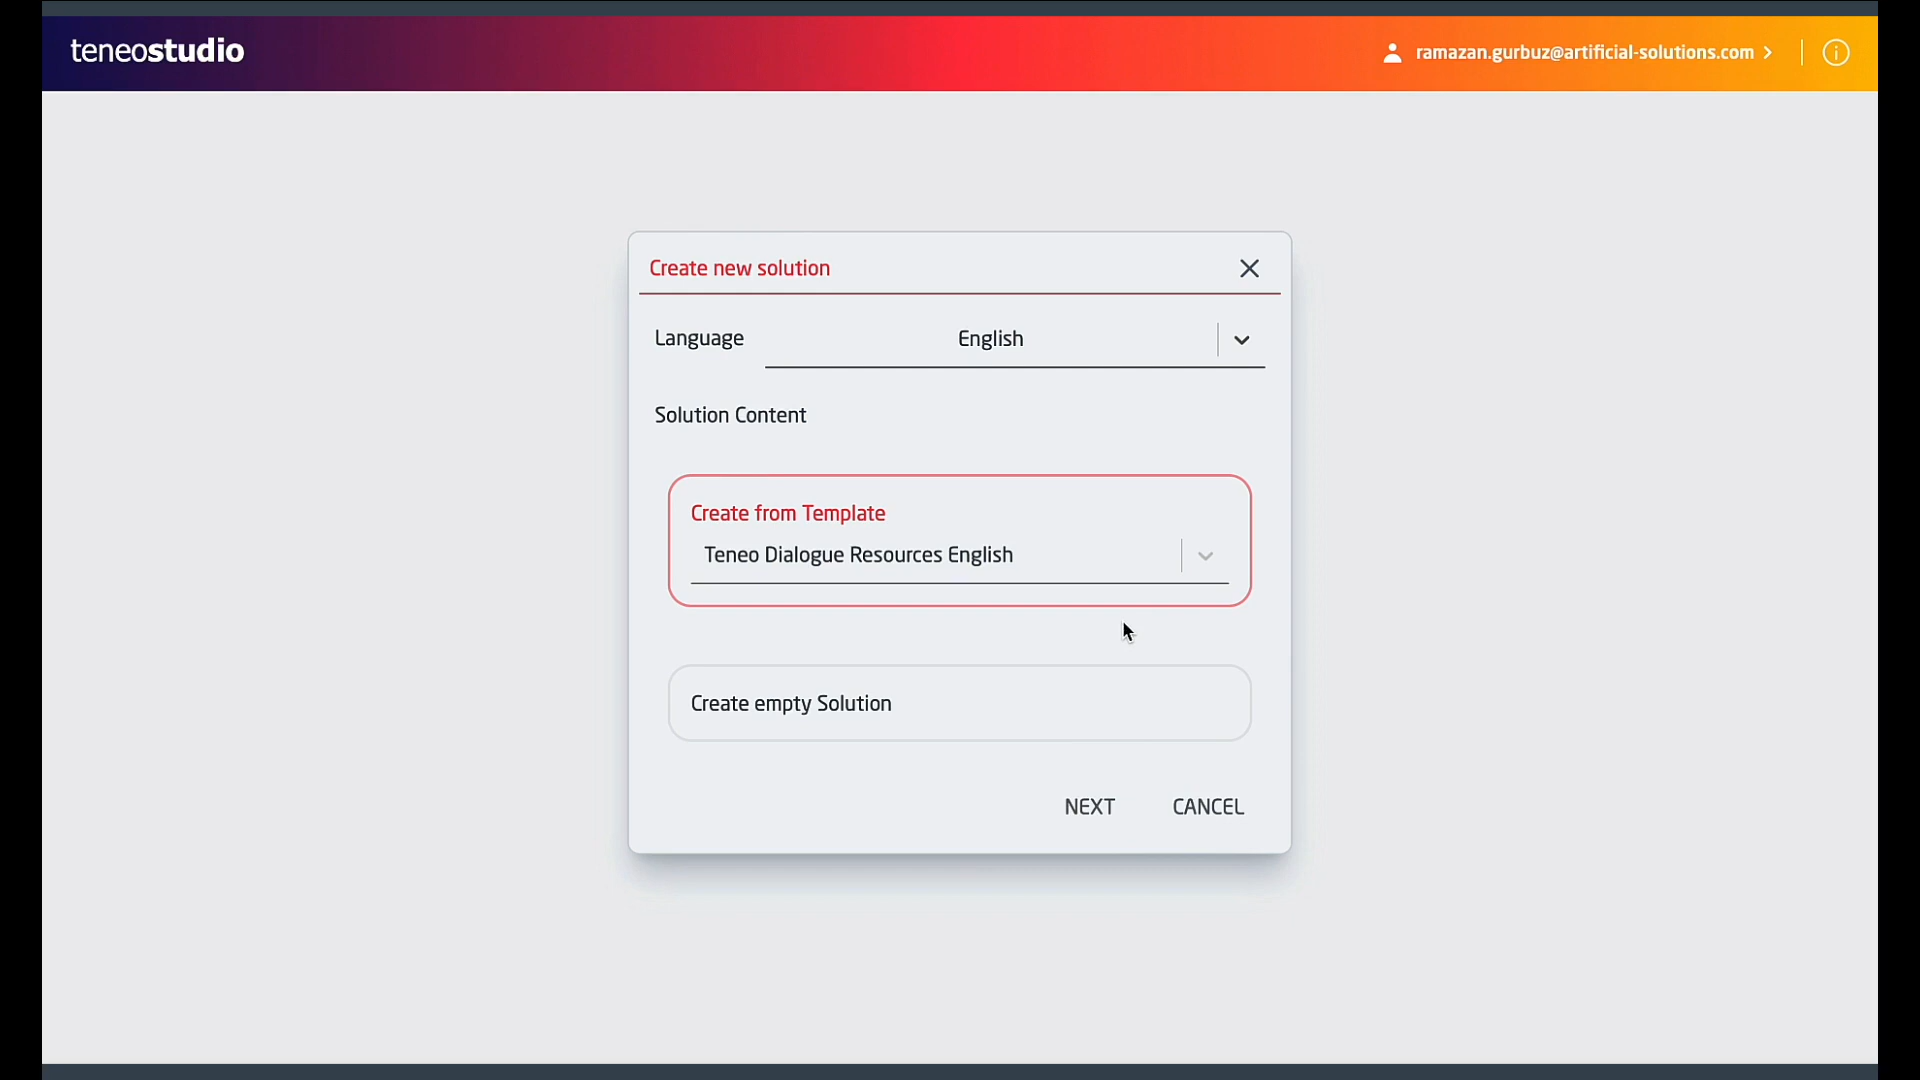 teneostudio
ramazan.gurbuz@artificial-solutions.com
Create new solution
Language
English
Solution Content
Create from Template
Teneo Dialogue Resources English
Create empty Solution
NEXT
CANCEL